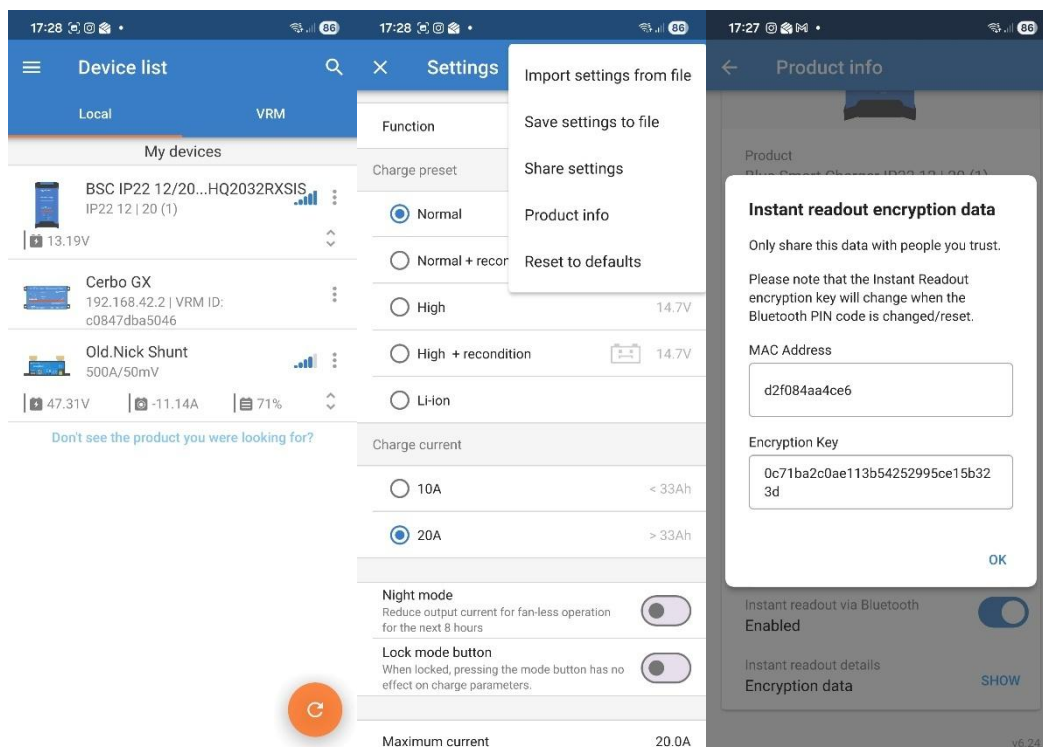 17:28
86
Device list
Local
VRM
My devices
BSC IP22 12/20...HQ2032RXSIS
IP22 12 | 20 (1)
13.19V
Cerbo GX
192.168.42.2 | VRM ID:
c0847dba5046
Old.Nick Shunt
500A/50mV
47.31V
-11.14A
71%
Don't see the product you were looking for?
17:28
86
Settings
Import settings from file
Save settings to file
Share settings
Product info
Reset to defaults
Function
Charge preset
Normal
Normal + recon
High
14.7V
High + recondition
14.7V
Li-ion
Charge current
10A
< 33Ah
20A
> 33Ah
Night mode
Reduce output current for fan-less operation
for the next 8 hours
Lock mode button
When locked, pressing the mode button has no
effect on charge parameters.
Maximum current
20.0A
17:27
86
Product info
Product
Blue Smart Charger IP22 12 | 20 (1)
Instant readout encryption data
Only share this data with people you trust.
Please note that the Instant Readout
encryption key will change when the
Bluetooth PIN code is changed/reset.
MAC Address
d2f084aa4ce6
Encryption Key
0c71ba2c0ae113b54252995ce15b32
3d
OK
Instant readout via Bluetooth
Enabled
Instant readout details
Encryption data
SHOW
v6.24